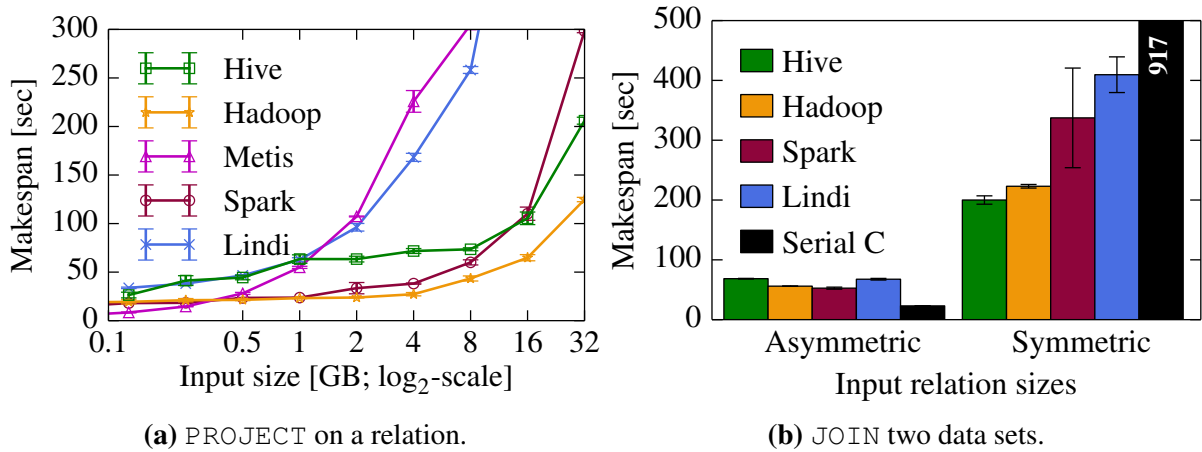 Makespan [sec]
300
250
200
150
100
50
0
Hive
Hadoop
Metis
Spark
Lindi
0.1 0.5 1 2 4 8 16 32
Input size [GB; log2-scale]
(a) PROJECT on a relation.
Makespan [sec]
500
400
300
200
100
0
Hive
Hadoop
Spark
Lindi
Serial C
917
Asymmetric Symmetric
Input relation sizes
(b) JOIN two data sets.